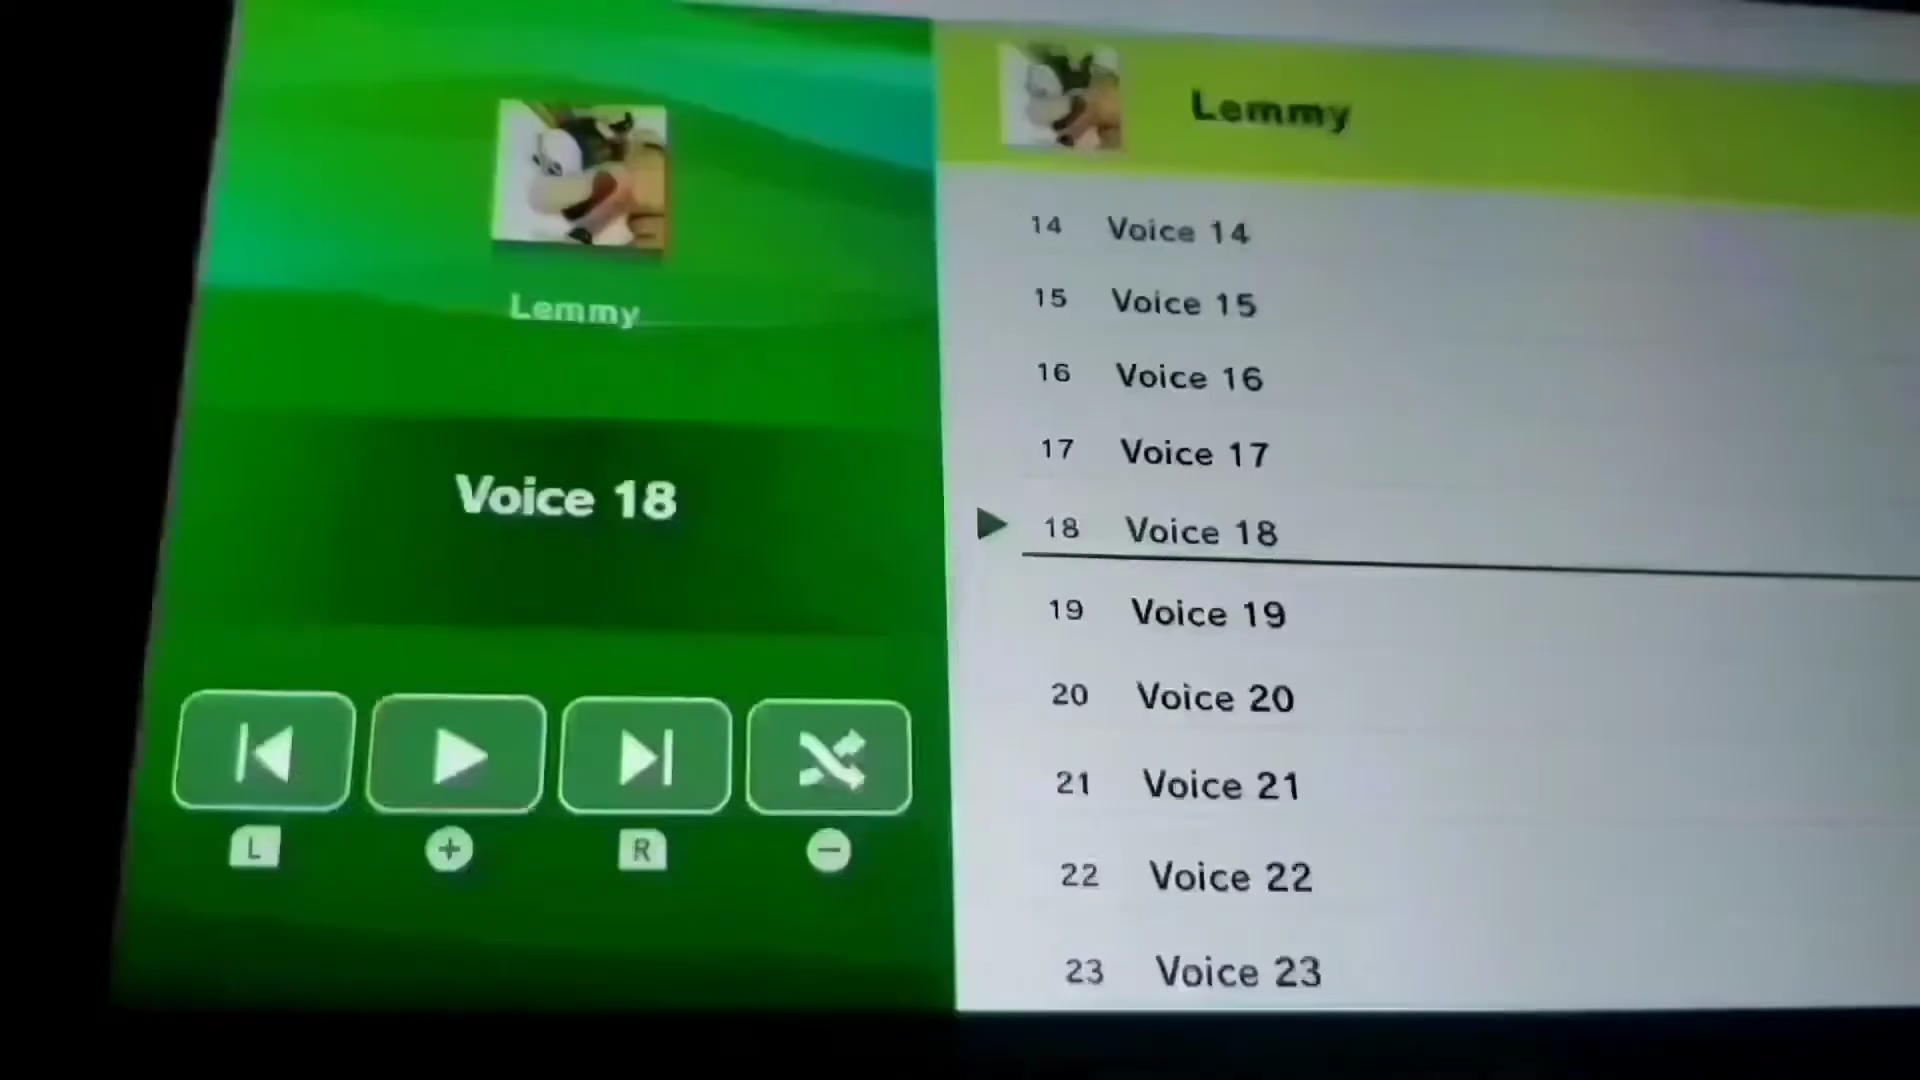 Lemmy
Voice 18
L
+
R
−
Lemmy
14 Voice 14
15 Voice 15
16 Voice 16
17 Voice 17
18 Voice 18
19 Voice 19
20 Voice 20
21 Voice 21
22 Voice 22
23 Voice 23